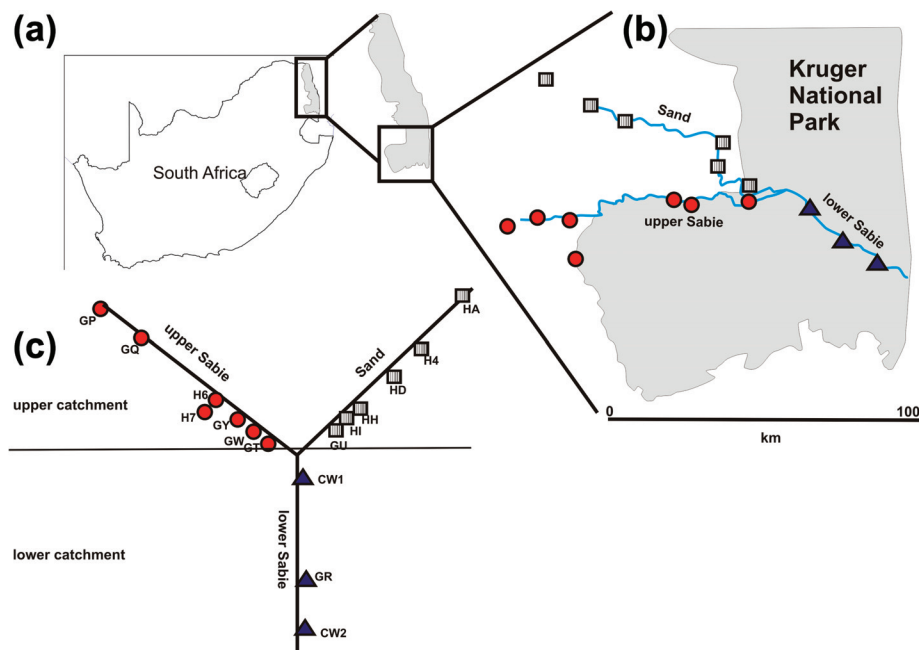 (a)
South Africa
(b)
Kruger
National
Park
Sand
upper Sabie
lower Sabie
0
100
km
(c)
GP
GQ
upper Sabie
H6
H7
GY
GW
GT
Sand
HA
H4
HD
HH
HI
GU
upper catchment
lower catchment
lower Sabie
CW1
GR
CW2